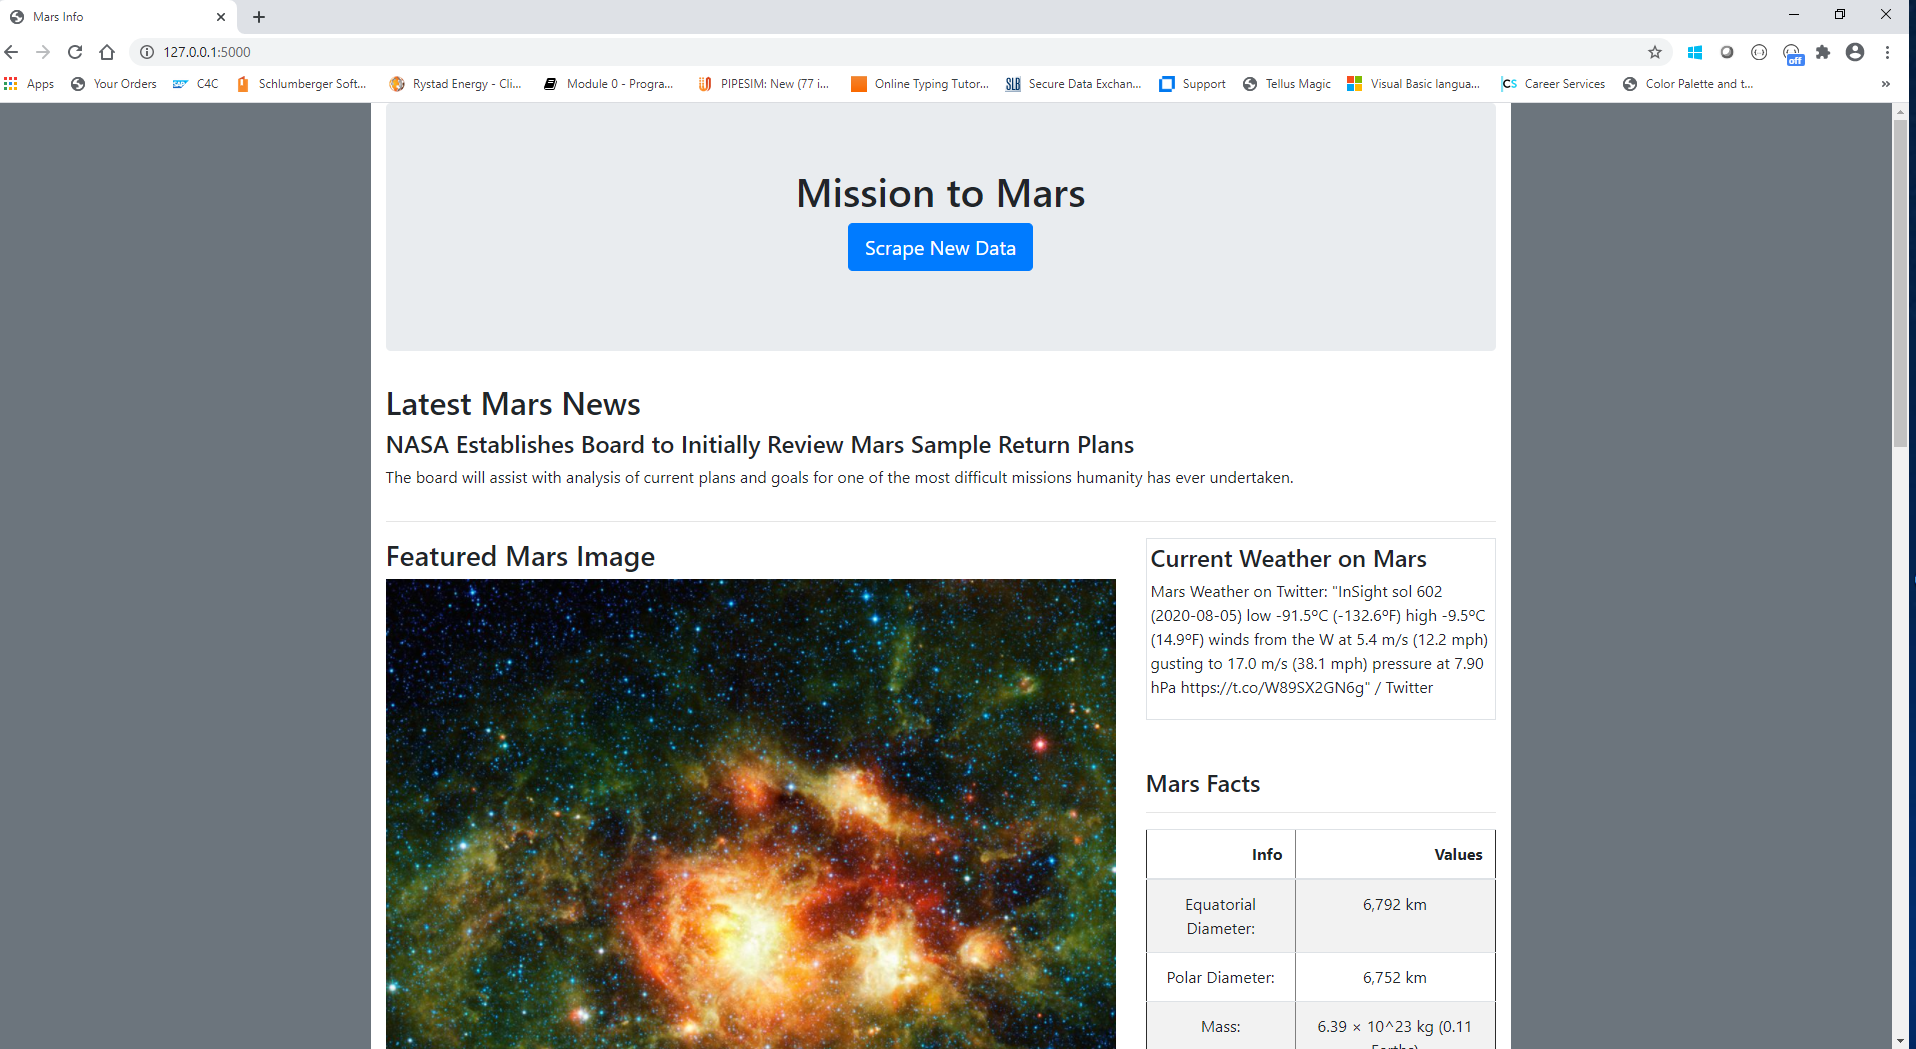 Mars Info
127.0.0.1:5000
off
Apps
Your Orders
SAP
C4C
Schlumberger Soft...
Rystad Energy - Cli...
Module 0 - Progra...
PIPESIM: New (77 i...
Online Typing Tutor...
SLB
Secure Data Exchan...
Support
Tellus Magic
Visual Basic langua...
CS
Career Services
Color Palette and t...
»
Mission to Mars
Scrape New Data
Latest Mars News
NASA Establishes Board to Initially Review Mars Sample Return Plans
The board will assist with analysis of current plans and goals for one of the most difficult missions humanity has ever undertaken.
Featured Mars Image
Current Weather on Mars
Mars Weather on Twitter: "InSight sol 602
(2020-08-05) low -91.5ºC (-132.6ºF) high -9.5ºC
(14.9ºF) winds from the W at 5.4 m/s (12.2 mph)
gusting to 17.0 m/s (38.1 mph) pressure at 7.90
hPa https://t.co/W89SX2GN6g" / Twitter
Mars Facts
Info Values
Equatorial
Diameter: 6,792 km
Polar Diameter: 6,752 km
Mass: 6.39 × 10^23 kg (0.11